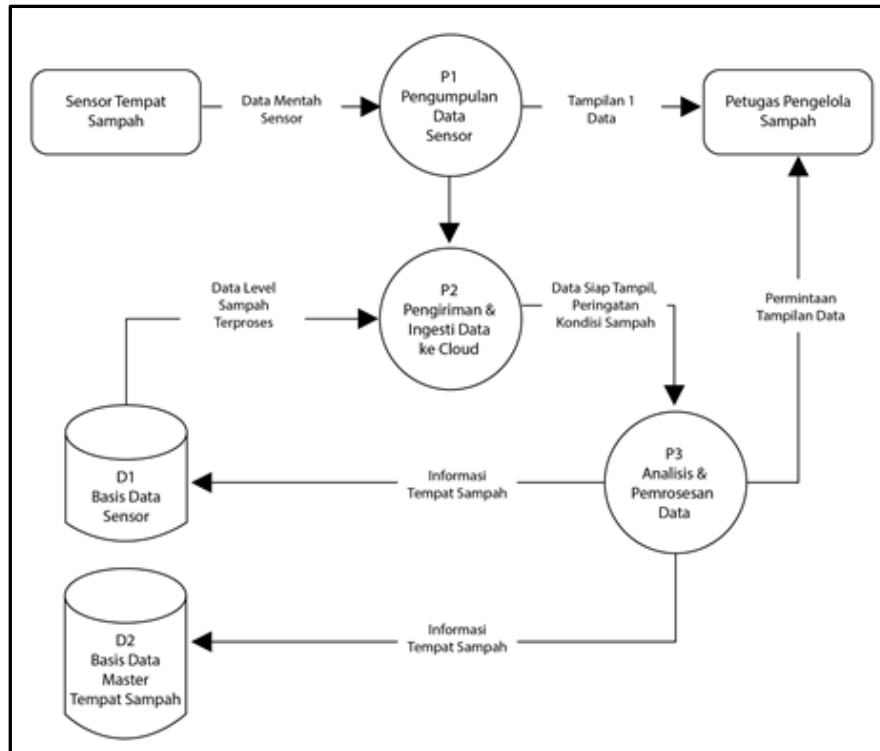 Sensor Tempat
Sampah
Data Mentah
Sensor
P1
Pengumpulan
Data
Sensor
Tampilan 1
Data
Petugas Pengelola
Sampah
Data Level
Sampah
Terproses
P2
Pengiriman &
Ingesti Data
ke Cloud
Data Siap Tampil,
Peringatan
Kondisi Sampah
Permintaan
Tampilan Data
D1
Basis Data
Sensor
Informasi
Tempat Sampah
P3
Analisis &
Pemrosesan
Data
D2
Basis Data
Master
Tempat Sampah
Informasi
Tempat Sampah